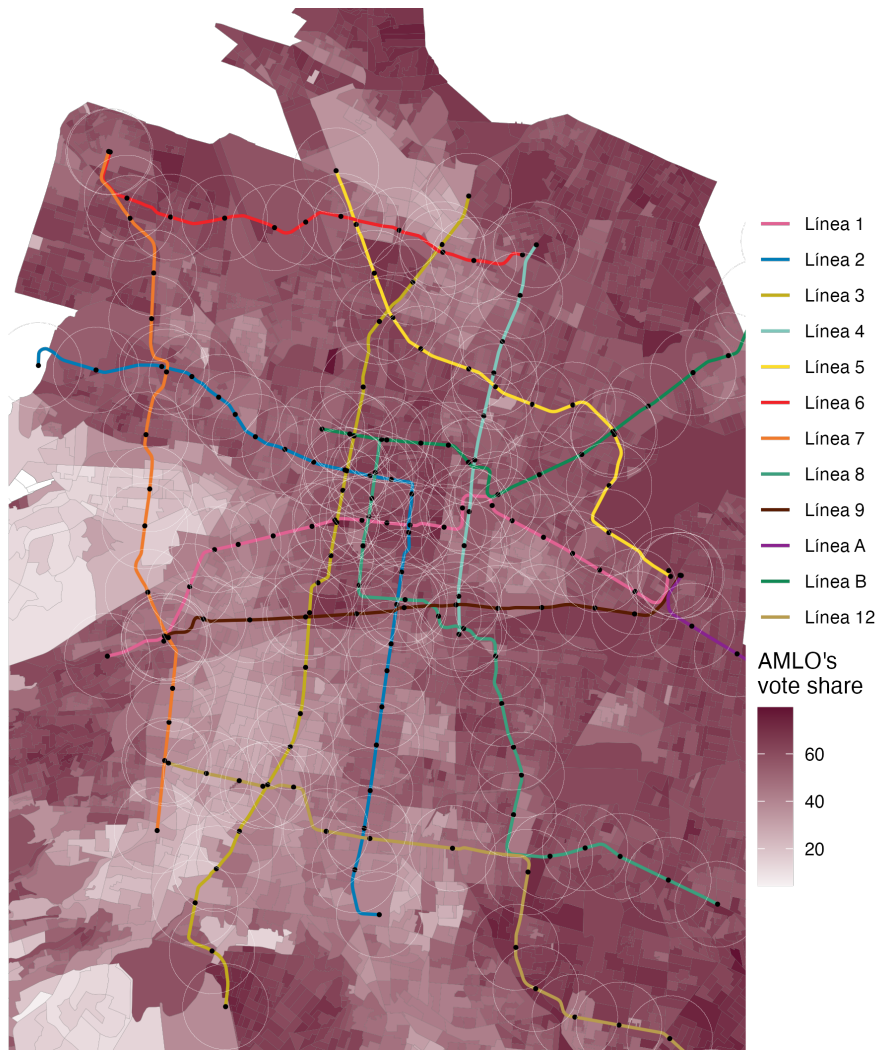 Línea 1
Línea 2
Línea 3
Línea 4
Línea 5
Línea 6
Línea 7
Línea 8
Línea 9
Línea A
Línea B
Línea 12
AMLO's
vote share
60
40
20